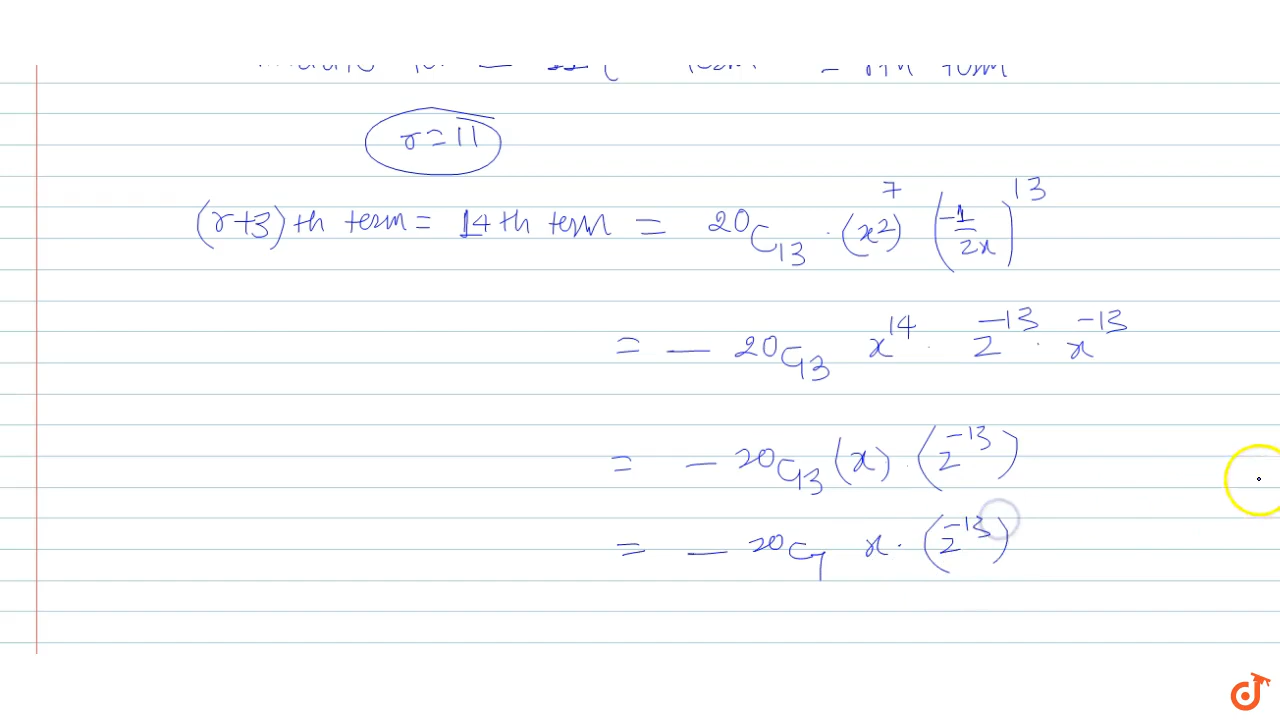 r = 11
(r+3)th term = 14th term = 20C13 · (x2)^7 (-1/2x)^13
= - 20C13 x^14 · 2^-13 · x^-13
= - 20C13 (x) · (2^-13)
= - 20C7 x · (2^-13)